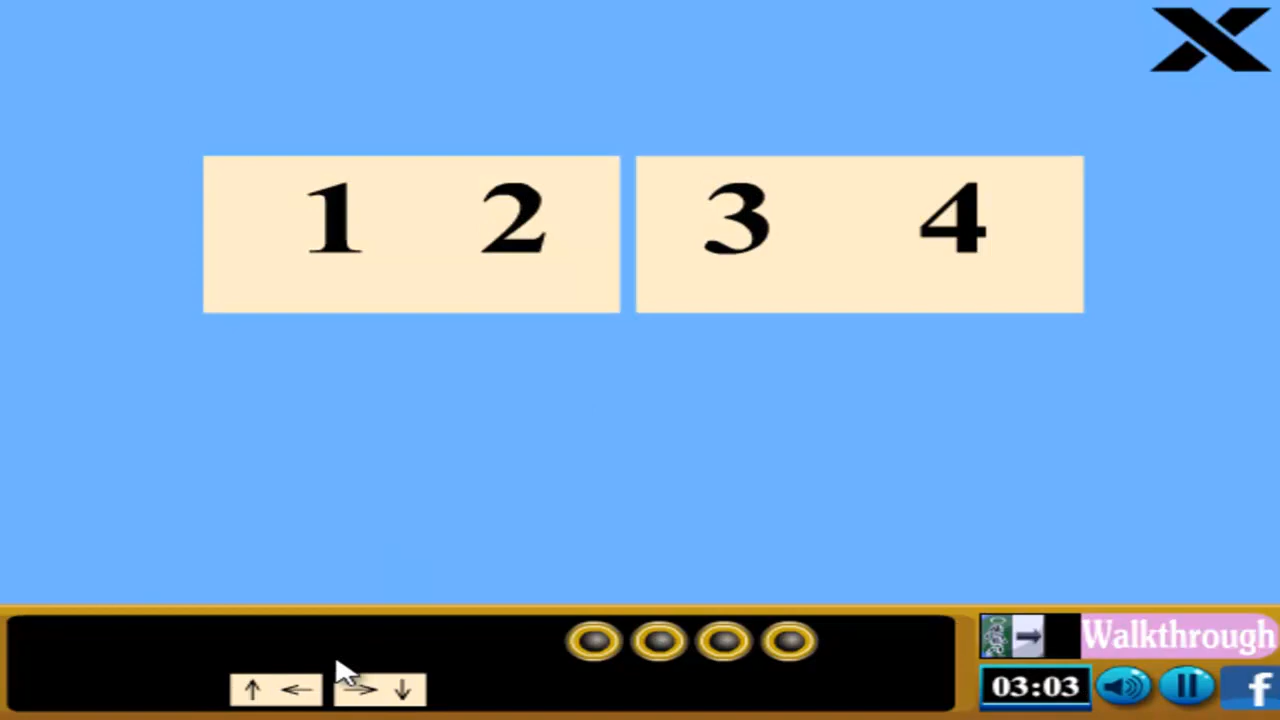 1 2 3 4
↑ ← → ↓
Walkthrough
03:03
f